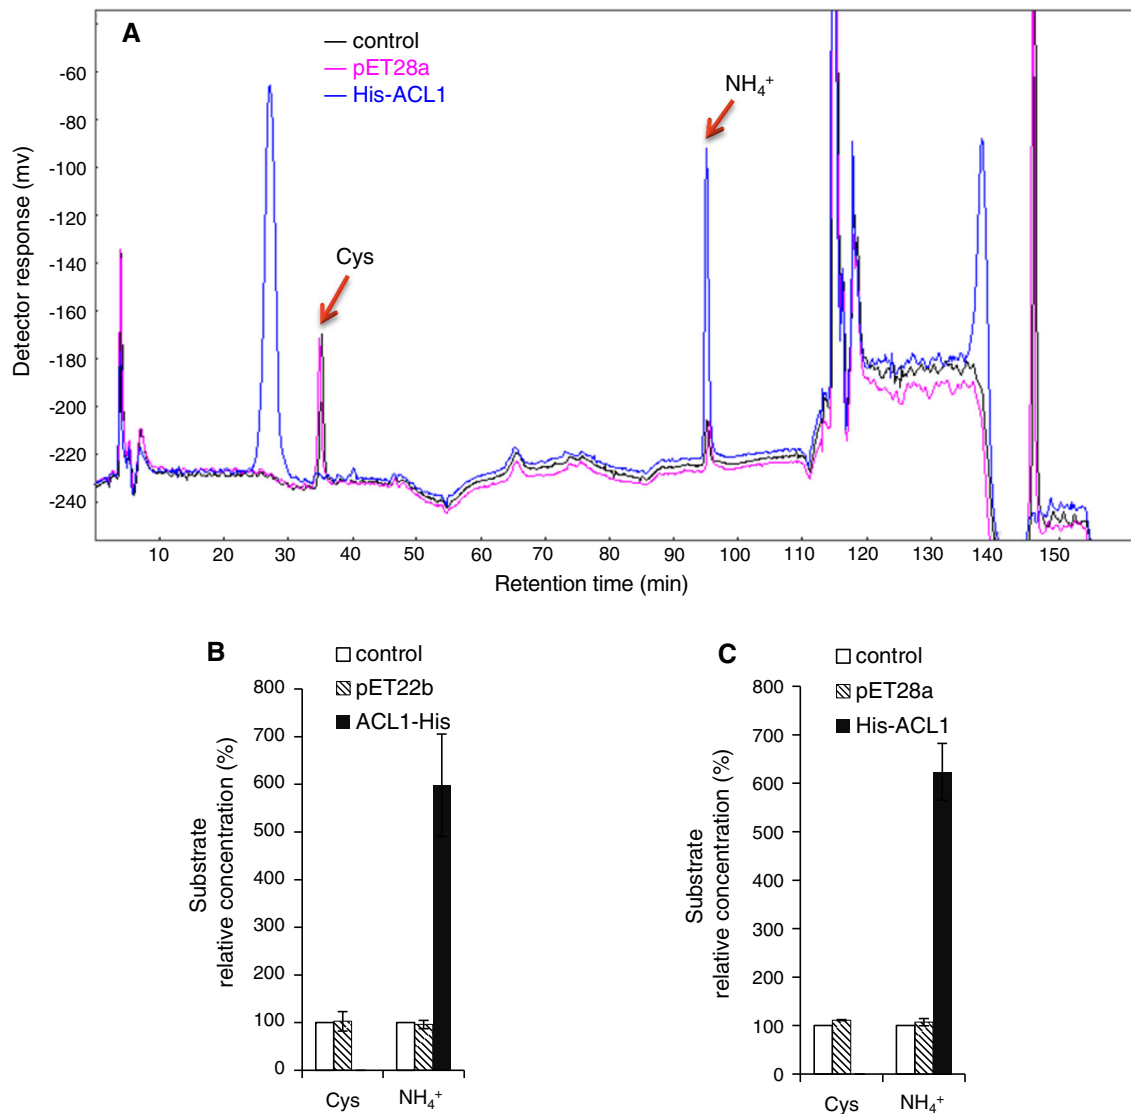 A
control
pET28a
His-ACL1
NH₄⁺
Cys
Detector response (mv)
-60
-80
-100
-120
-140
-160
-180
-200
-220
-240
10 20 30 40 50 60 70 80 90 100 110 120 130 140 150
Retention time (min)
B
control
pET22b
ACL1-His
Substrate
relative concentration (%)
800
700
600
500
400
300
200
100
0
Cys NH₄⁺
C
control
pET28a
His-ACL1
Substrate
relative concentration (%)
800
700
600
500
400
300
200
100
0
Cys NH₄⁺